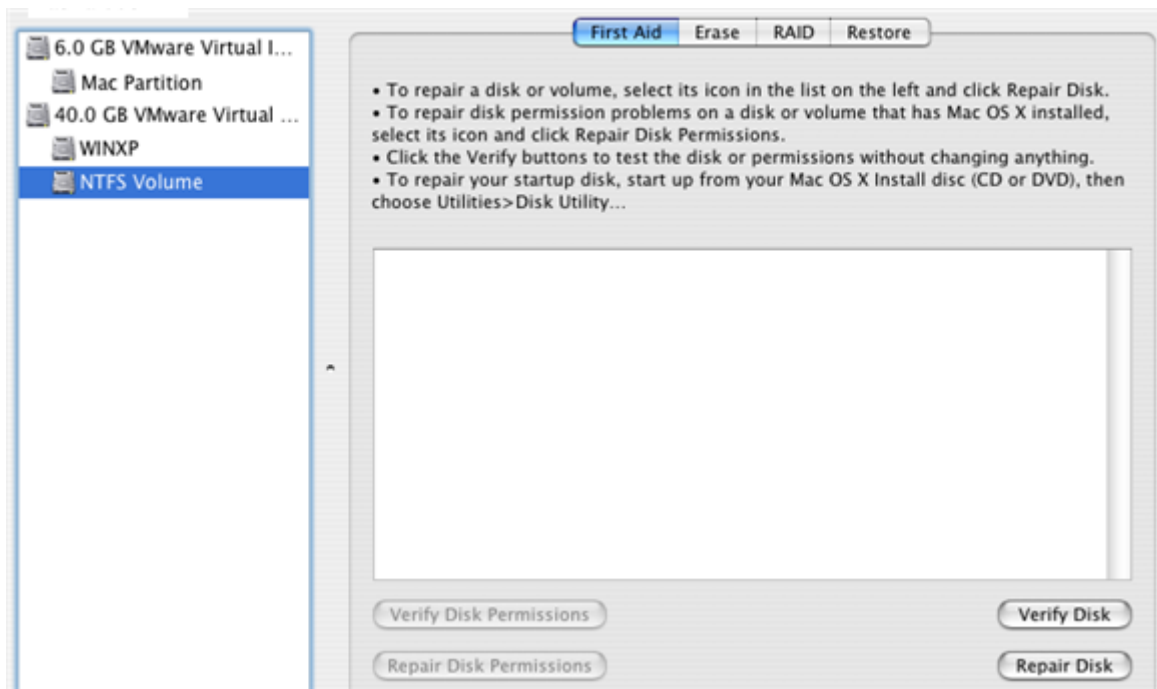 6.0 GB VMware Virtual I...
Mac Partition
40.0 GB VMware Virtual ...
WINXP
NTFS Volume
First Aid Erase RAID Restore
• To repair a disk or volume, select its icon in the list on the left and click Repair Disk.
• To repair disk permission problems on a disk or volume that has Mac OS X installed,
select its icon and click Repair Disk Permissions.
• Click the Verify buttons to test the disk or permissions without changing anything.
• To repair your startup disk, start up from your Mac OS X Install disc (CD or DVD), then
choose Utilities>Disk Utility...
Verify Disk Permissions Verify Disk
Repair Disk Permissions Repair Disk